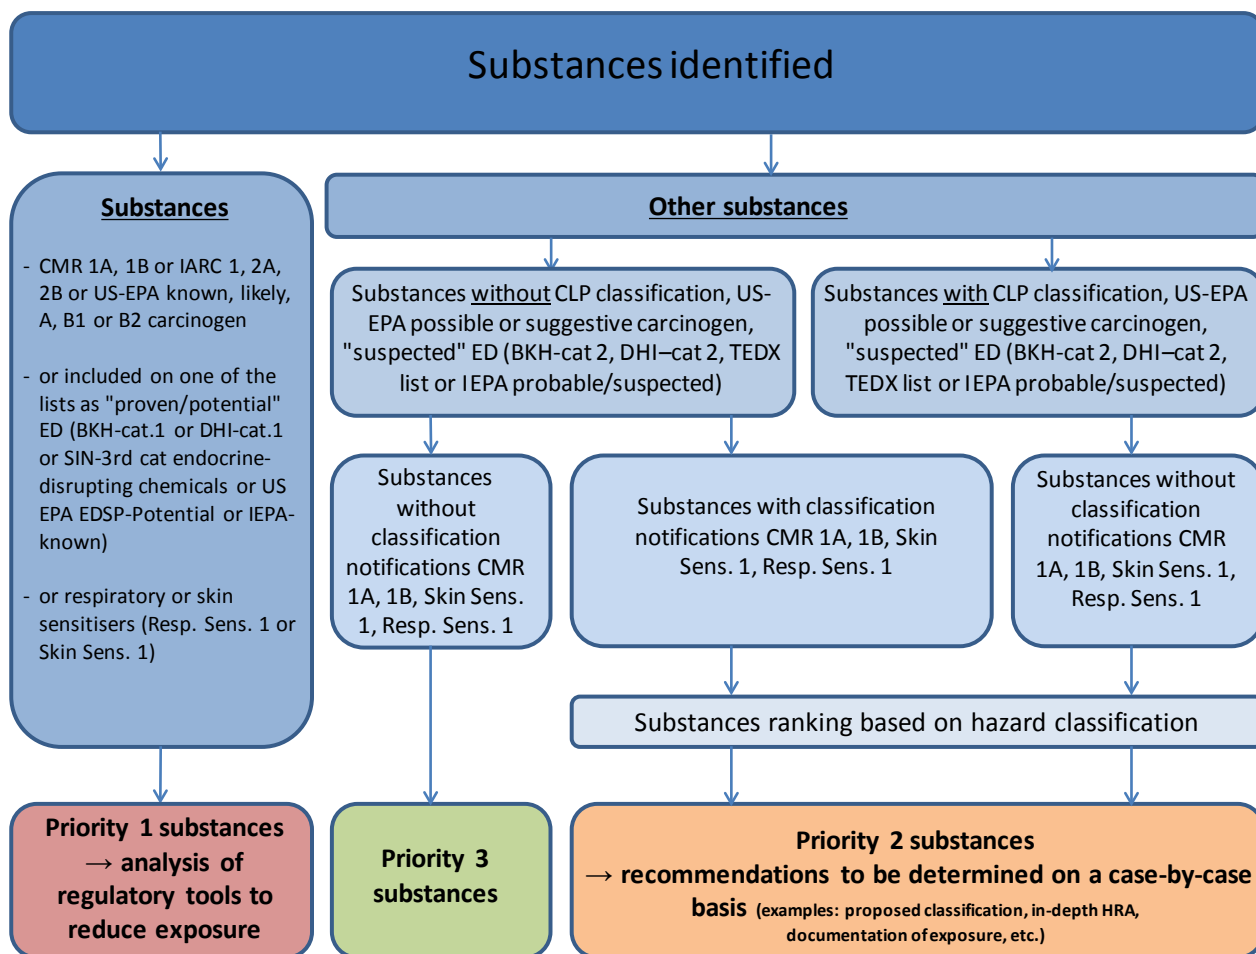 Substances identified
Substances
- CMR 1A, 1B or IARC 1, 2A,
2B or US-EPA known, likely,
A, B1 or B2 carcinogen
- or included on one of the
lists as "proven/potential"
ED (BKH-cat.1 or DHI-cat.1
or SIN-3rd cat endocrine-
disrupting chemicals or US
EPA EDSP-Potential or IEPA-
known)
- or respiratory or skin
sensitisers (Resp. Sens. 1 or
Skin Sens. 1)
Other substances
Substances without CLP classification, US-
EPA possible or suggestive carcinogen,
"suspected" ED (BKH-cat 2, DHI–cat 2, TEDX
list or IEPA probable/suspected)
Substances with CLP classification, US-EPA
possible or suggestive carcinogen,
"suspected" ED (BKH-cat 2, DHI–cat 2,
TEDX list or IEPA probable/suspected)
Substances
without
classification
notifications CMR
1A, 1B, Skin Sens.
1, Resp. Sens. 1
Substances with classification
notifications CMR 1A, 1B, Skin
Sens. 1, Resp. Sens. 1
Substances without
classification
notifications CMR
1A, 1B, Skin Sens. 1,
Resp. Sens. 1
Substances ranking based on hazard classification
Priority 1 substances
→ analysis of
regulatory tools to
reduce exposure
Priority 3
substances
Priority 2 substances
→ recommendations to be determined on a case-by-case
basis (examples: proposed classification, in-depth HRA,
documentation of exposure, etc.)